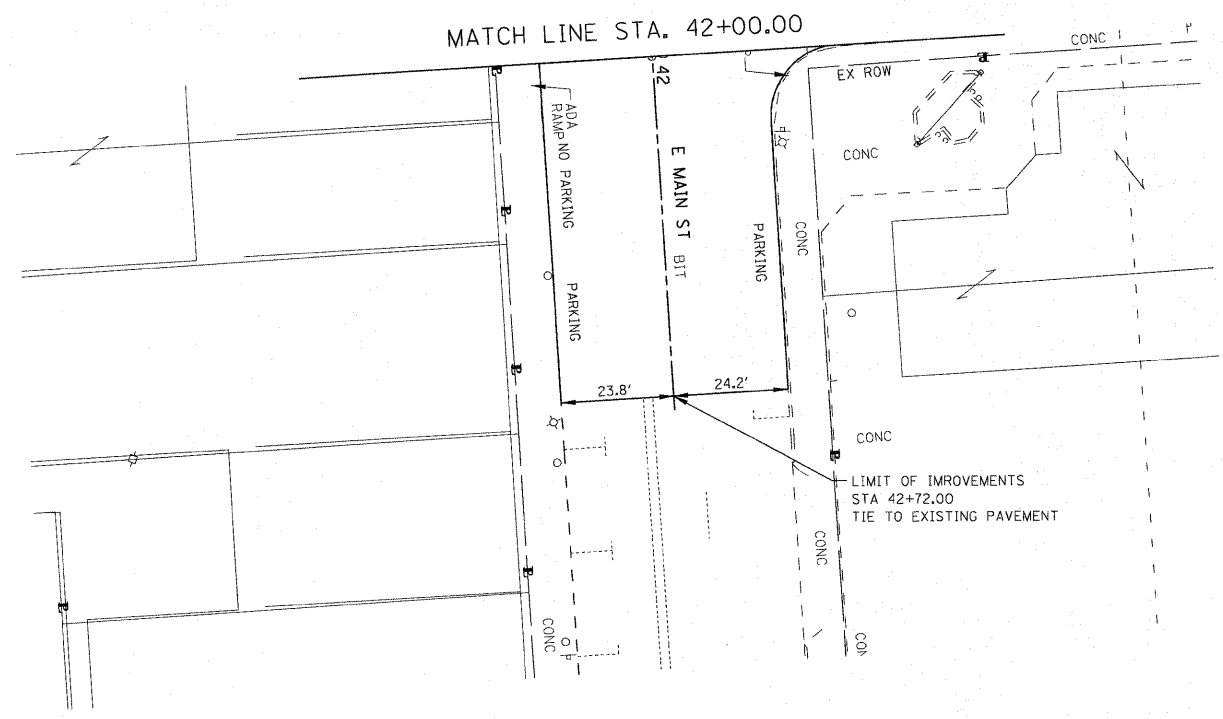 MATCH LINE STA. 42+00.00
CONC
P
EX ROW
42
ADA
RAMP NO PARKING
E MAIN ST BIT
CONC
PARKING
CONC
PARKING
23.8'
24.2'
CONC
LIMIT OF IMROVEMENTS
STA 42+72.00
TIE TO EXISTING PAVEMENT
CONC
CONC
CON